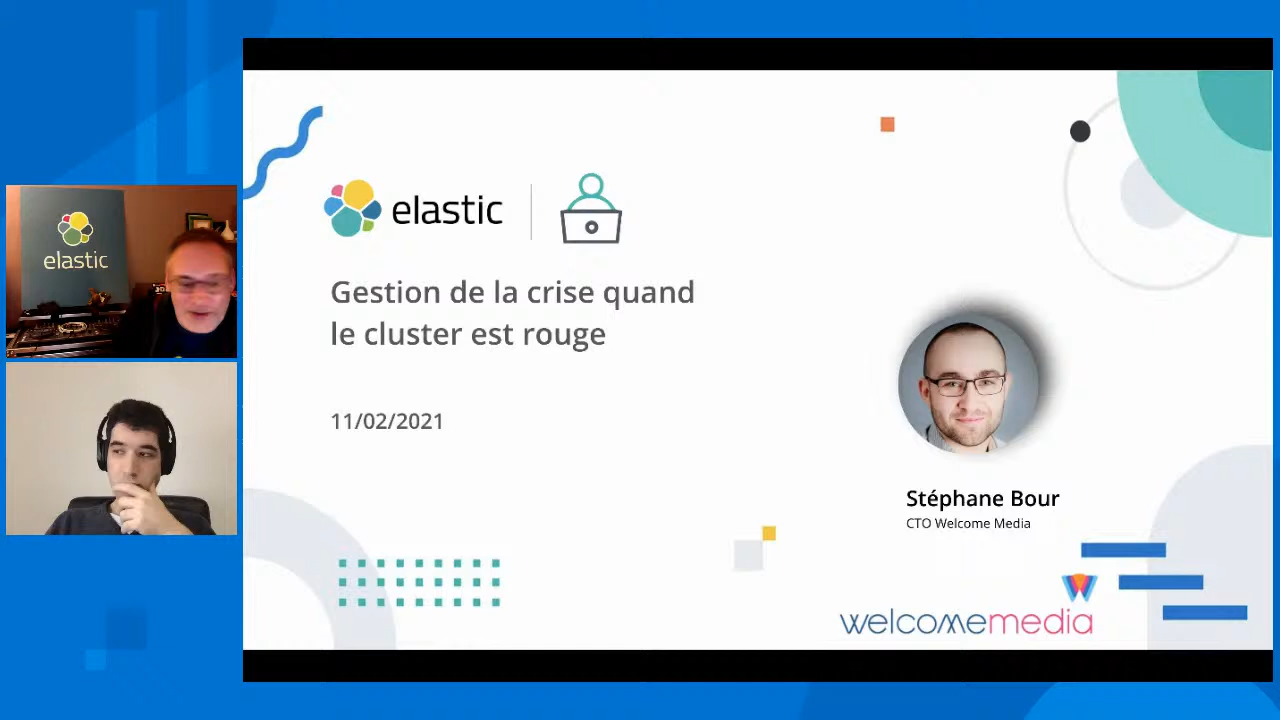 elastic
elastic
Gestion de la crise quand
le cluster est rouge
11/02/2021
Stéphane Bour
CTO Welcome Media
welcomemedia